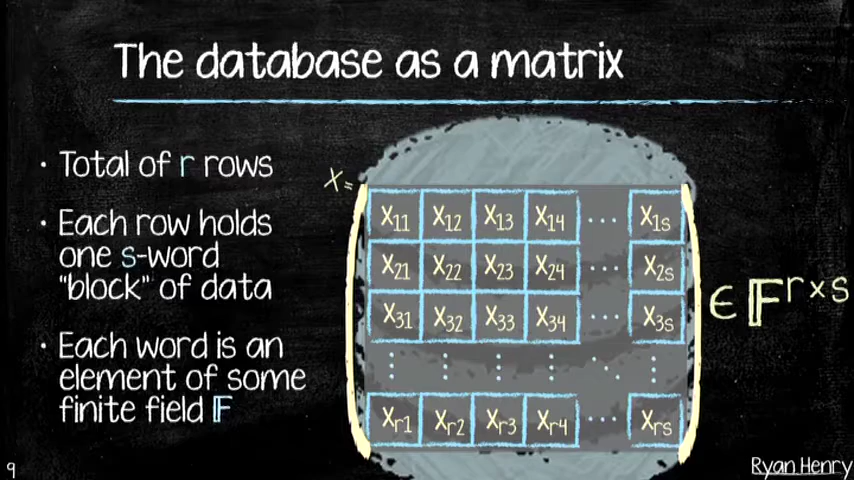 The database as a matrix
• Total of r rows
• Each row holds
one s-word
"block" of data
• Each word is an
element of some
finite field 𝔽
X =
X11 X12 X13 X14 ⋯ X1s
X21 X22 X23 X24 ⋯ X2s
X31 X32 X33 X34 ⋯ X3s
⋮ ⋮ ⋮ ⋮ ⋱ ⋮
Xr1 Xr2 Xr3 Xr4 ⋯ Xrs
∈ 𝔽^r×s
9
Ryan Henry